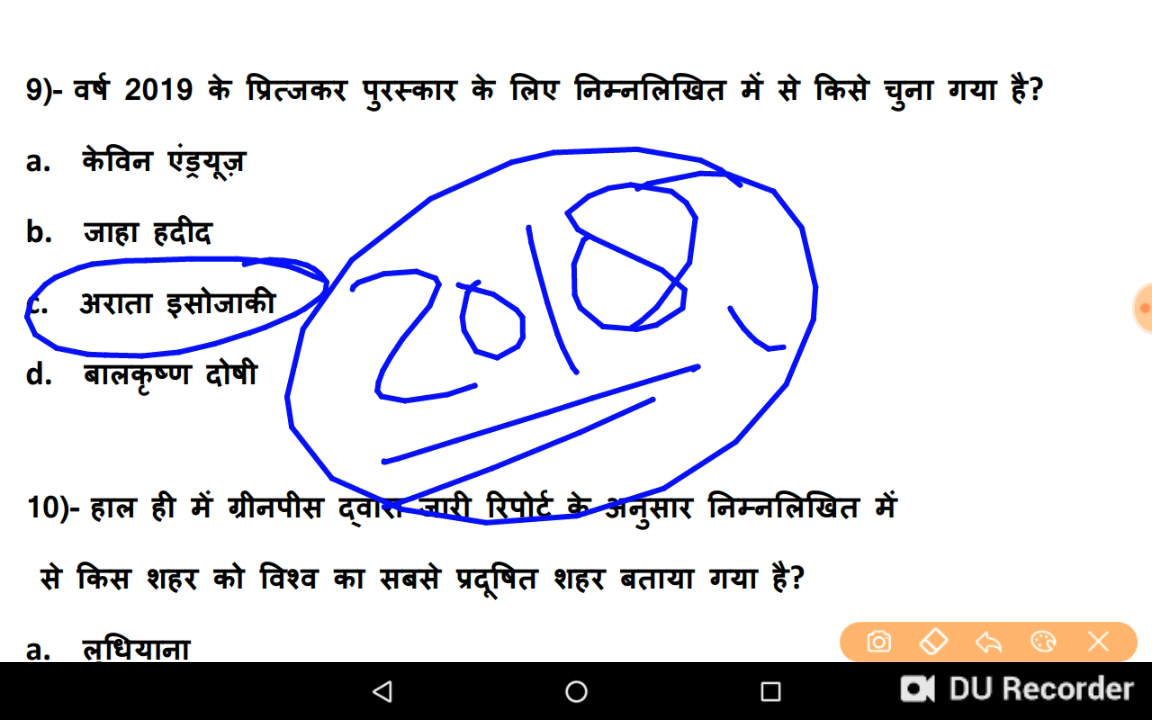 9)- वर्ष 2019 के प्रित्जकर पुरस्कार के लिए निम्नलिखित में से किसे चुना गया है?
a. केविन एंड्रयूज़
b. जाहा हदीद
c. अराता इसोजाकी
d. बालकृष्ण दोषी
2018
10)- हाल ही में ग्रीनपीस द्वारा जारी रिपोर्ट के अनुसार निम्नलिखित में
से किस शहर को विश्व का सबसे प्रदूषित शहर बताया गया है?
a. लुधियाना
DU Recorder